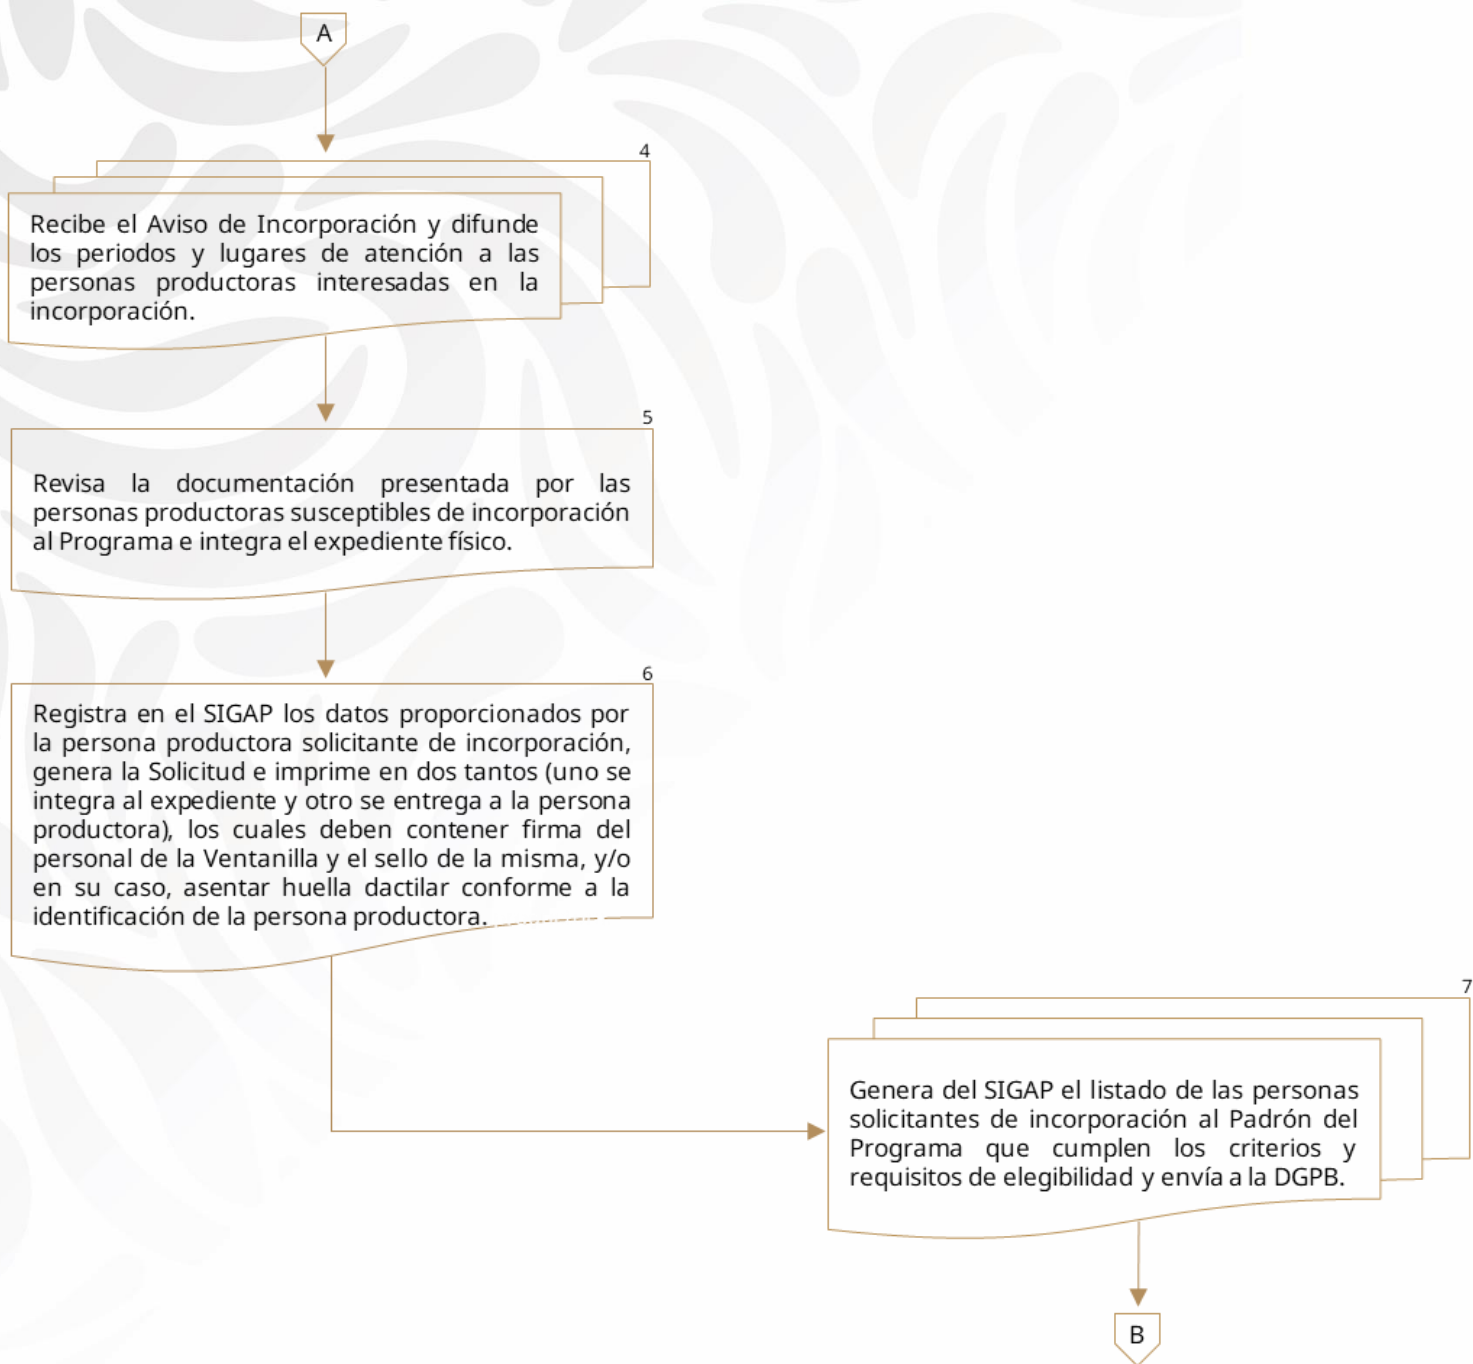 A
4
Recibe el Aviso de Incorporación y difunde
los periodos y lugares de atención a las
personas productoras interesadas en la
incorporación.
5
Revisa la documentación presentada por las
personas productoras susceptibles de incorporación
al Programa e integra el expediente físico.
6
Registra en el SIGAP los datos proporcionados por
la persona productora solicitante de incorporación,
genera la Solicitud e imprime en dos tantos (uno se
integra al expediente y otro se entrega a la persona
productora), los cuales deben contener firma del
personal de la Ventanilla y el sello de la misma, y/o
en su caso, asentar huella dactilar conforme a la
identificación de la persona productora.
7
Genera del SIGAP el listado de las personas
solicitantes de incorporación al Padrón del
Programa que cumplen los criterios y
requisitos de elegibilidad y envía a la DGPB.
B